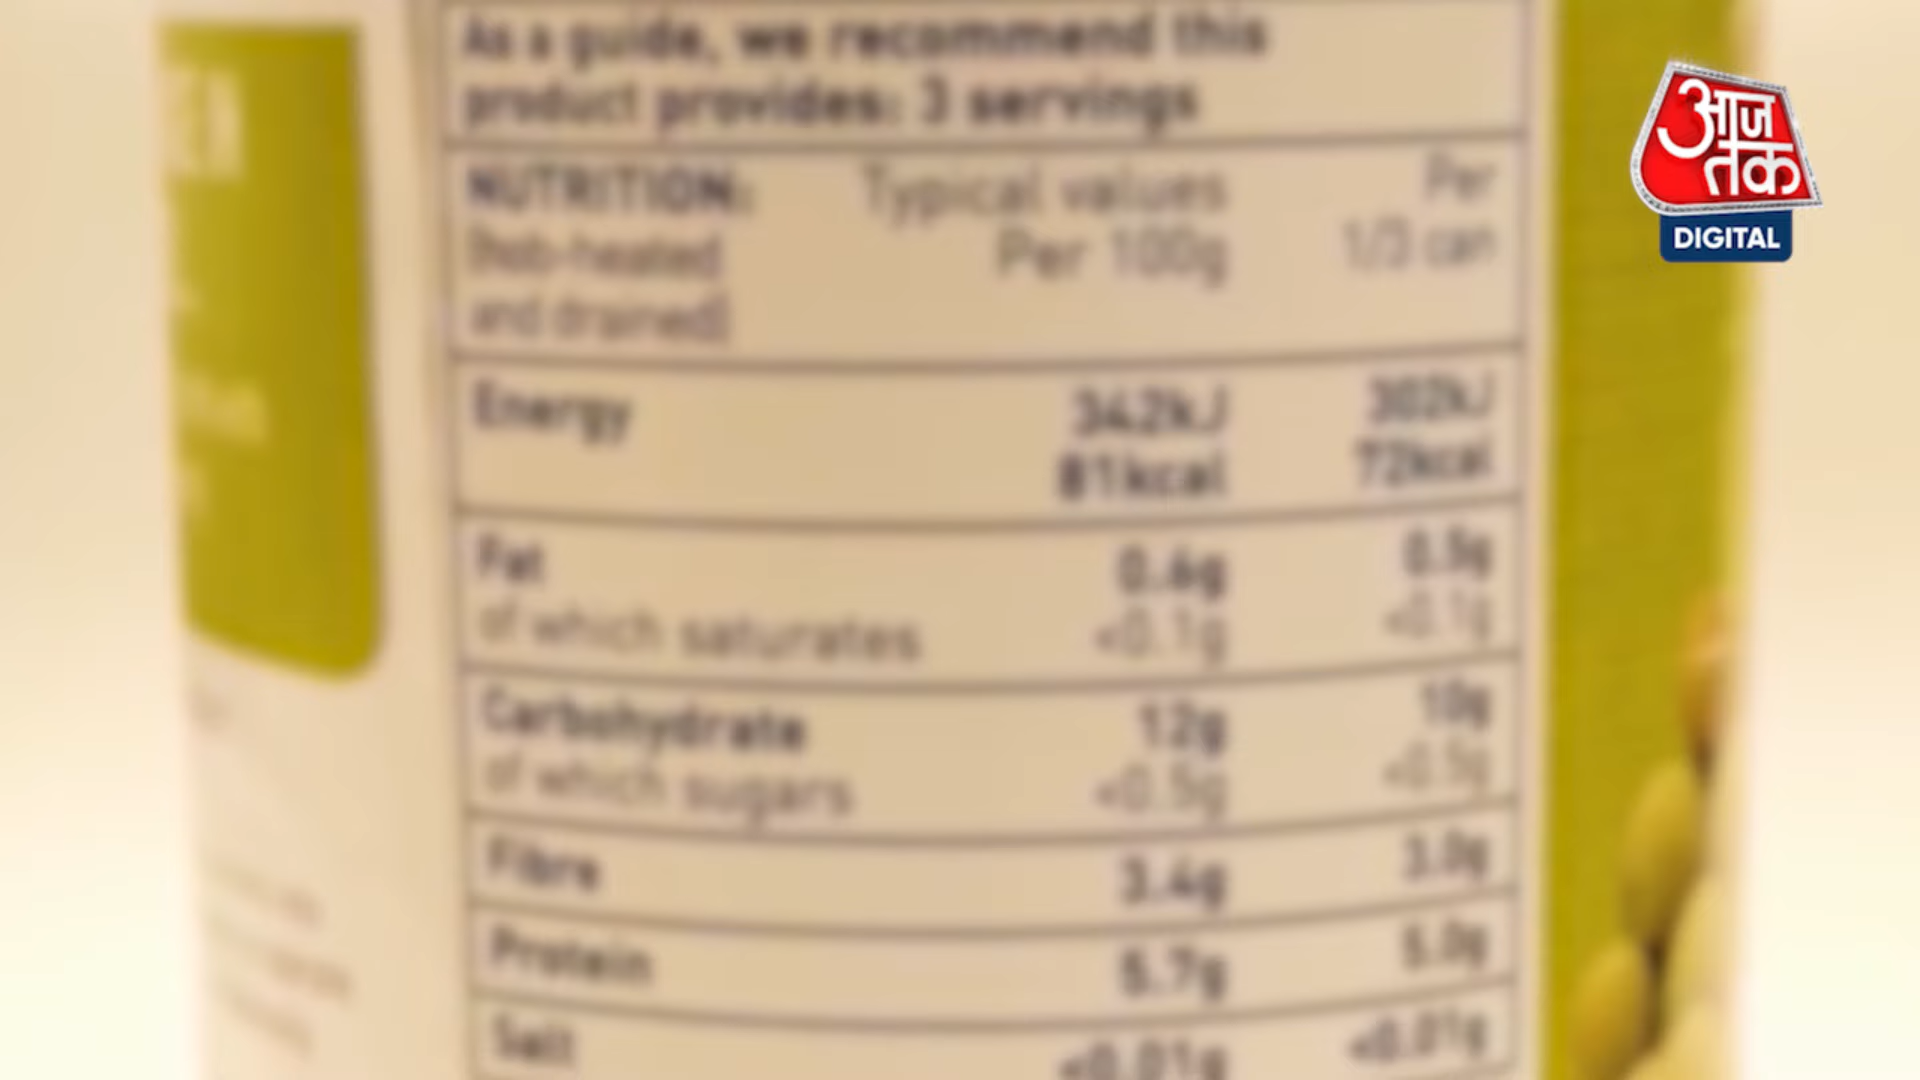 As a guide, we recommend this
product provides: 3 servings
NUTRITION: Typical values Per
(hob-heated Per 100g 1/3 can
and drained)
Energy 342kJ 302kJ
81kcal 72kcal
Fat 0.6g 0.5g
of which saturates <0.1g <0.1g
Carbohydrate 12g 10g
of which sugars <0.5g <0.5g
Fibre 3.4g 3.0g
Protein 5.7g 5.0g
Salt <0.01g <0.01g
आज
तक
DIGITAL